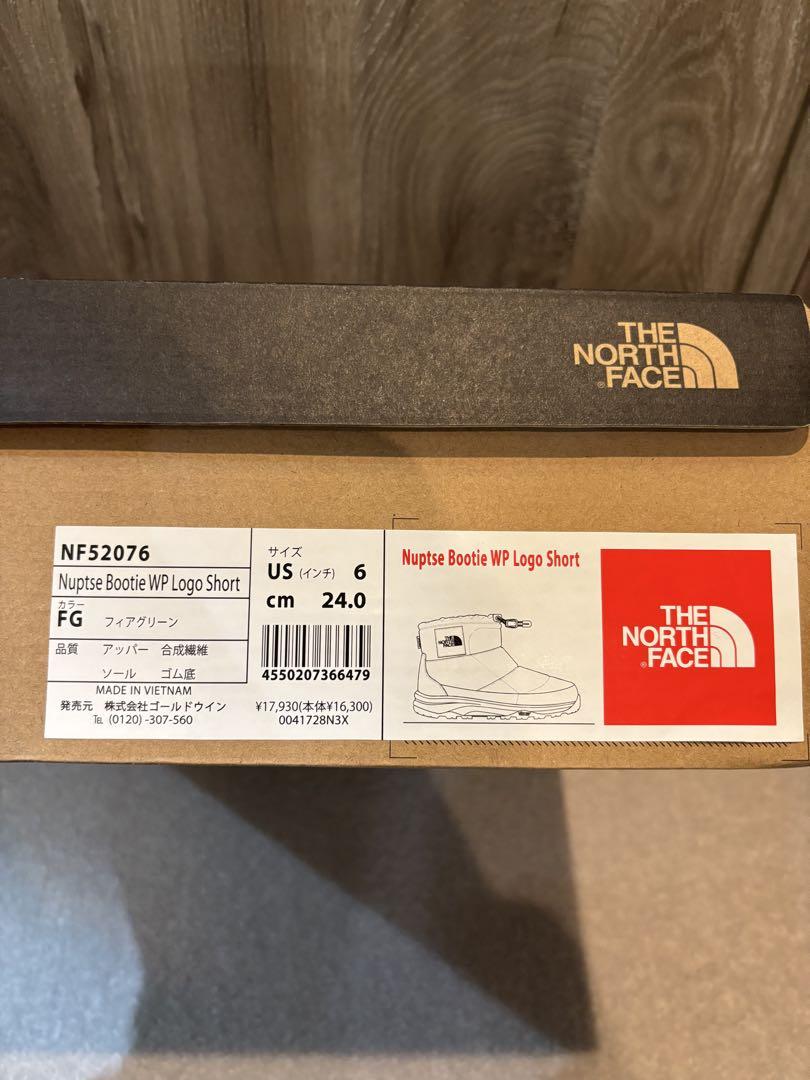 THE
NORTH
FACE
NF52076
Nuptse Bootie WP Logo Short
カラー
FG フィアグリーン
品質 アッパー 合成繊維
ソール ゴム底
MADE IN VIETNAM
発売元 株式会社ゴールドウイン
TEL (0120) -307-560
サイズ
US (インチ) 6
cm 24.0
4550207366479
¥17,930(本体¥16,300)
0041728N3X
Nuptse Bootie WP Logo Short
THE
NORTH
FACE